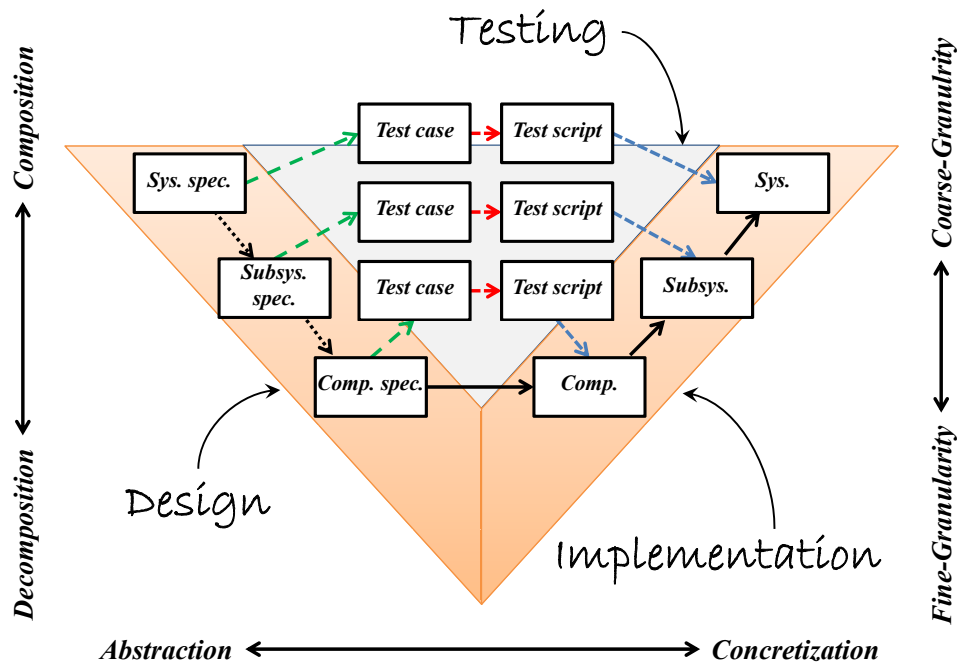 Testing
Composition
Coarse-Granulrity
Test case
Test script
Sys. spec.
Sys.
Test case
Test script
Subsys.
spec.
Test case
Test script
Subsys.
Comp. spec.
Comp.
Design
Implementation
Decomposition
Fine-Granularity
Abstraction
Concretization